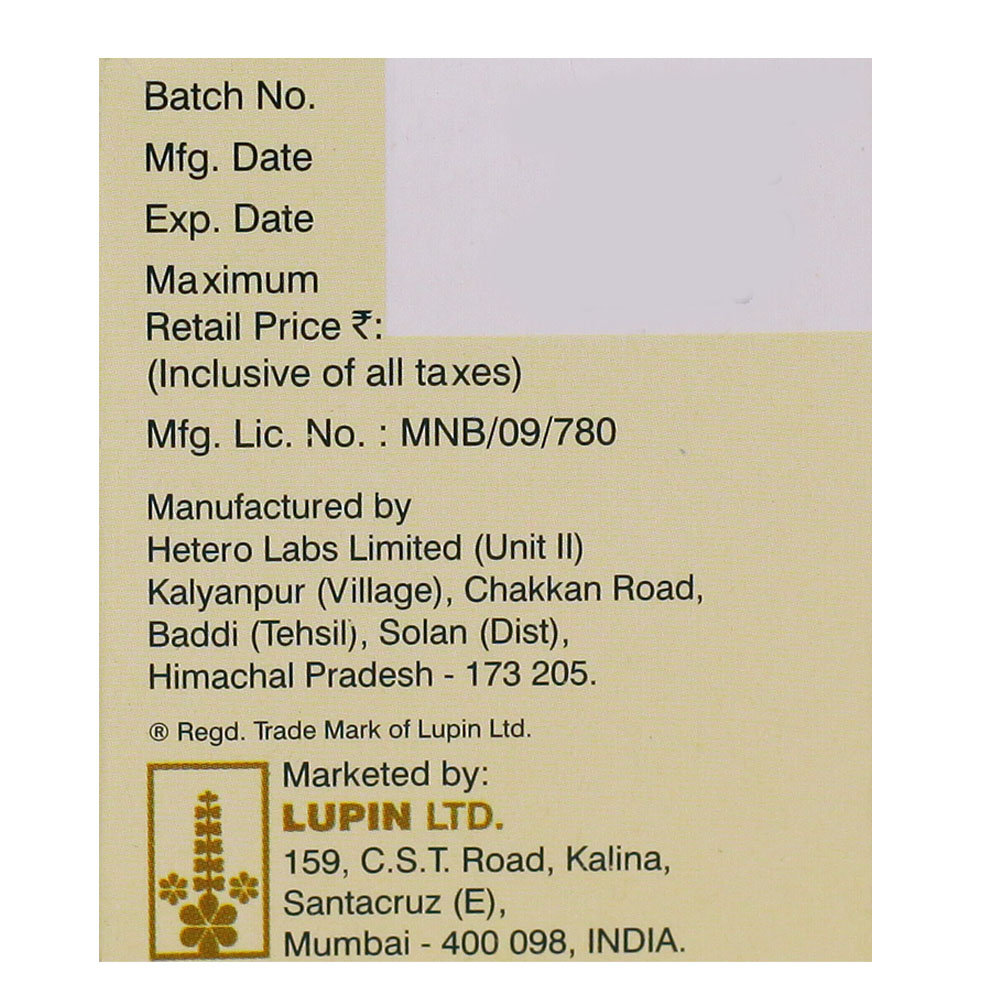 Batch No.
Mfg. Date
Exp. Date
Maximum
Retail Price ₹:
(Inclusive of all taxes)
Mfg. Lic. No. : MNB/09/780
Manufactured by
Hetero Labs Limited (Unit II)
Kalyanpur (Village), Chakkan Road,
Baddi (Tehsil), Solan (Dist),
Himachal Pradesh - 173 205.
® Regd. Trade Mark of Lupin Ltd.
Marketed by:
LUPIN LTD.
159, C.S.T. Road, Kalina,
Santacruz (E),
Mumbai - 400 098, INDIA.